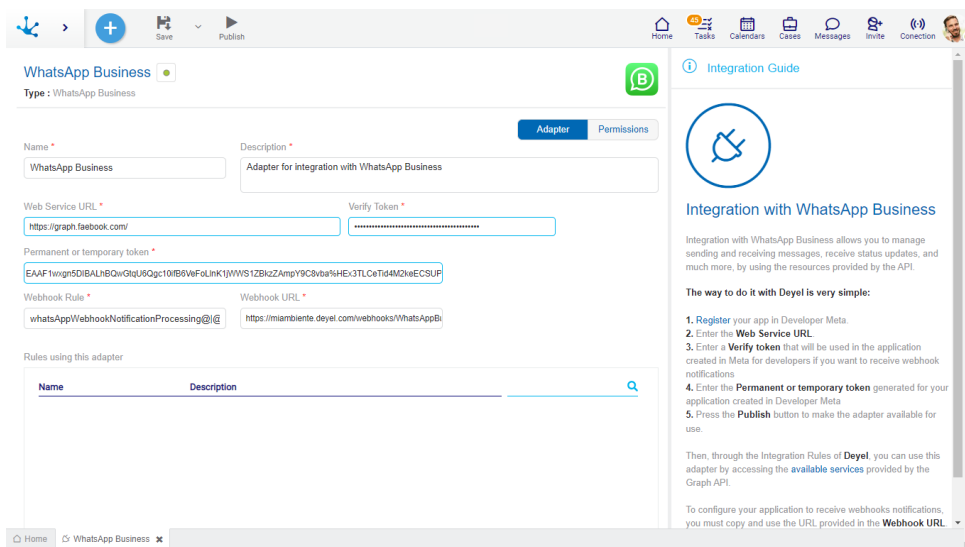 Save
Publish
Home
45
Tasks
Calendars
Cases
Messages
Invite
Conection
WhatsApp Business
Type : WhatsApp Business
B
Adapter
Permissions
Name *
Description *
WhatsApp Business
Adapter for integration with WhatsApp Business
Web Service URL *
Verify Token *
https://graph.faebook.com/
Permanent or temporary token *
EAAF1wxgn5DIBALhBQwGtqU6Qgc10ifB6VeFoLInK1jWWS1ZBkzZAmpY9C8vba%HEx3TLCeTid4M2keECSUP
Webhook Rule *
Webhook URL *
whatsAppWebhookNotificationProcessing@|@
https://miambiente.deyel.com/webhooks/WhatsAppBu
Rules using this adapter
Name
Description
Integration Guide
Integration with WhatsApp Business
Integration with WhatsApp Business allows you to manage
sending and receiving messages, receive status updates, and
much more, by using the resources provided by the API.
The way to do it with Deyel is very simple:
1. Register your app in Developer Meta.
2. Enter the Web Service URL.
3. Enter a Verify token that will be used in the application
created in Meta for developers if you want to receive webhook
notifications
4. Enter the Permanent or temporary token generated for your
application created in Developer Meta
5. Press the Publish button to make the adapter available for
use.
Then, through the Integration Rules of Deyel, you can use this
adapter by accessing the available services provided by the
Graph API.
To configure your application to receive webhooks notifications,
you must copy and use the URL provided in the Webhook URL.
Home
WhatsApp Business